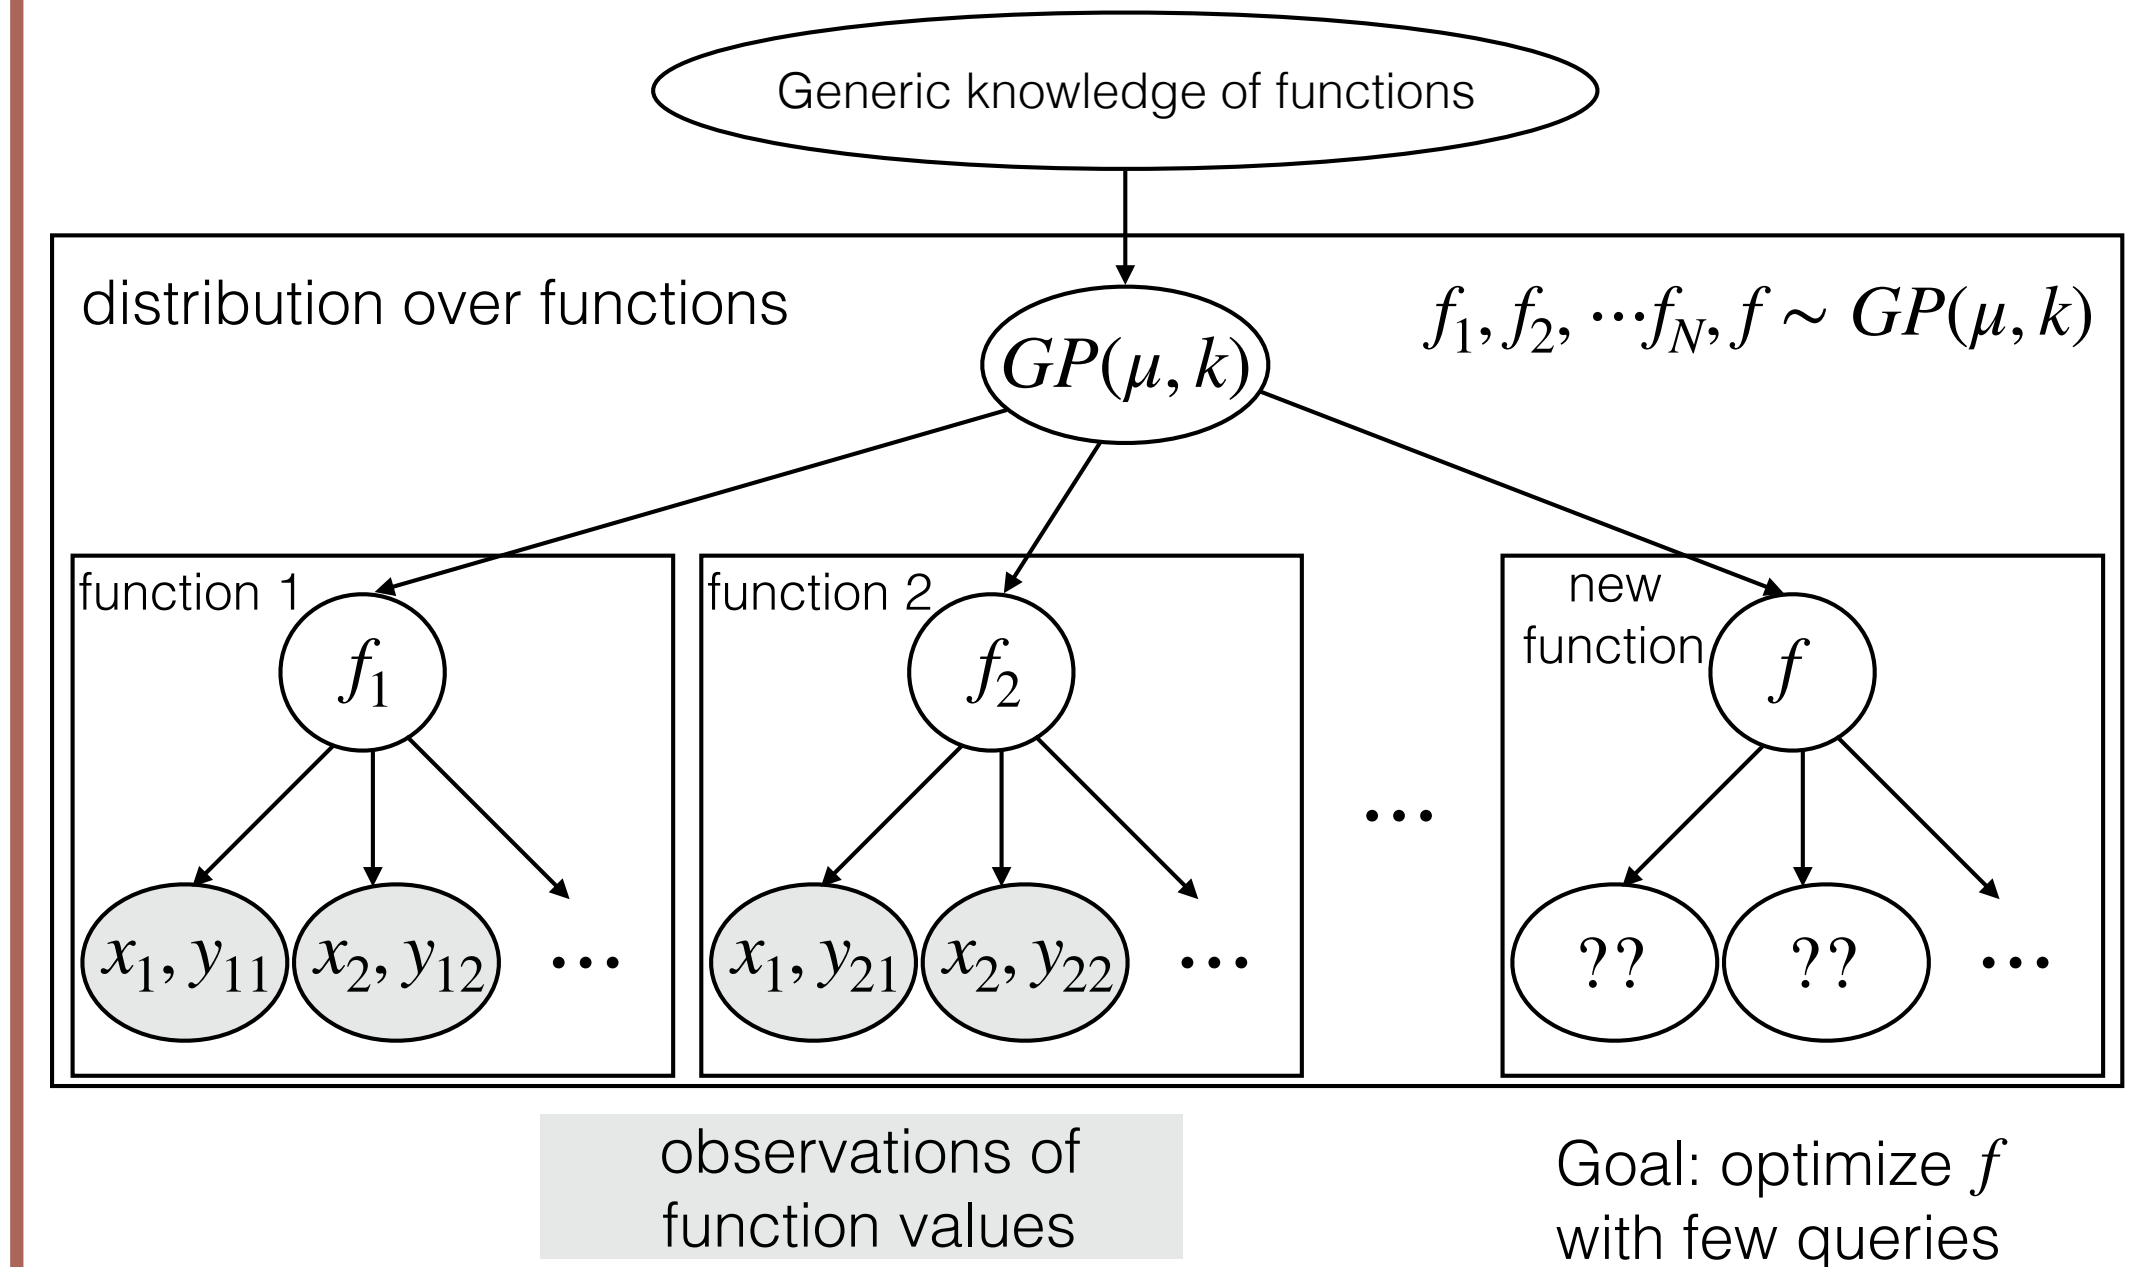 Generic knowledge of functions
distribution over functions
f₁, f₂, ⋯f_N, f ∼ GP(μ, k)
GP(μ, k)
function 1
f₁
function 2
f₂
new
function
f
x₁, y₁₁
x₂, y₁₂
...
x₁, y₂₁
x₂, y₂₂
...
...
??
??
...
observations of
function values
Goal: optimize f
with few queries